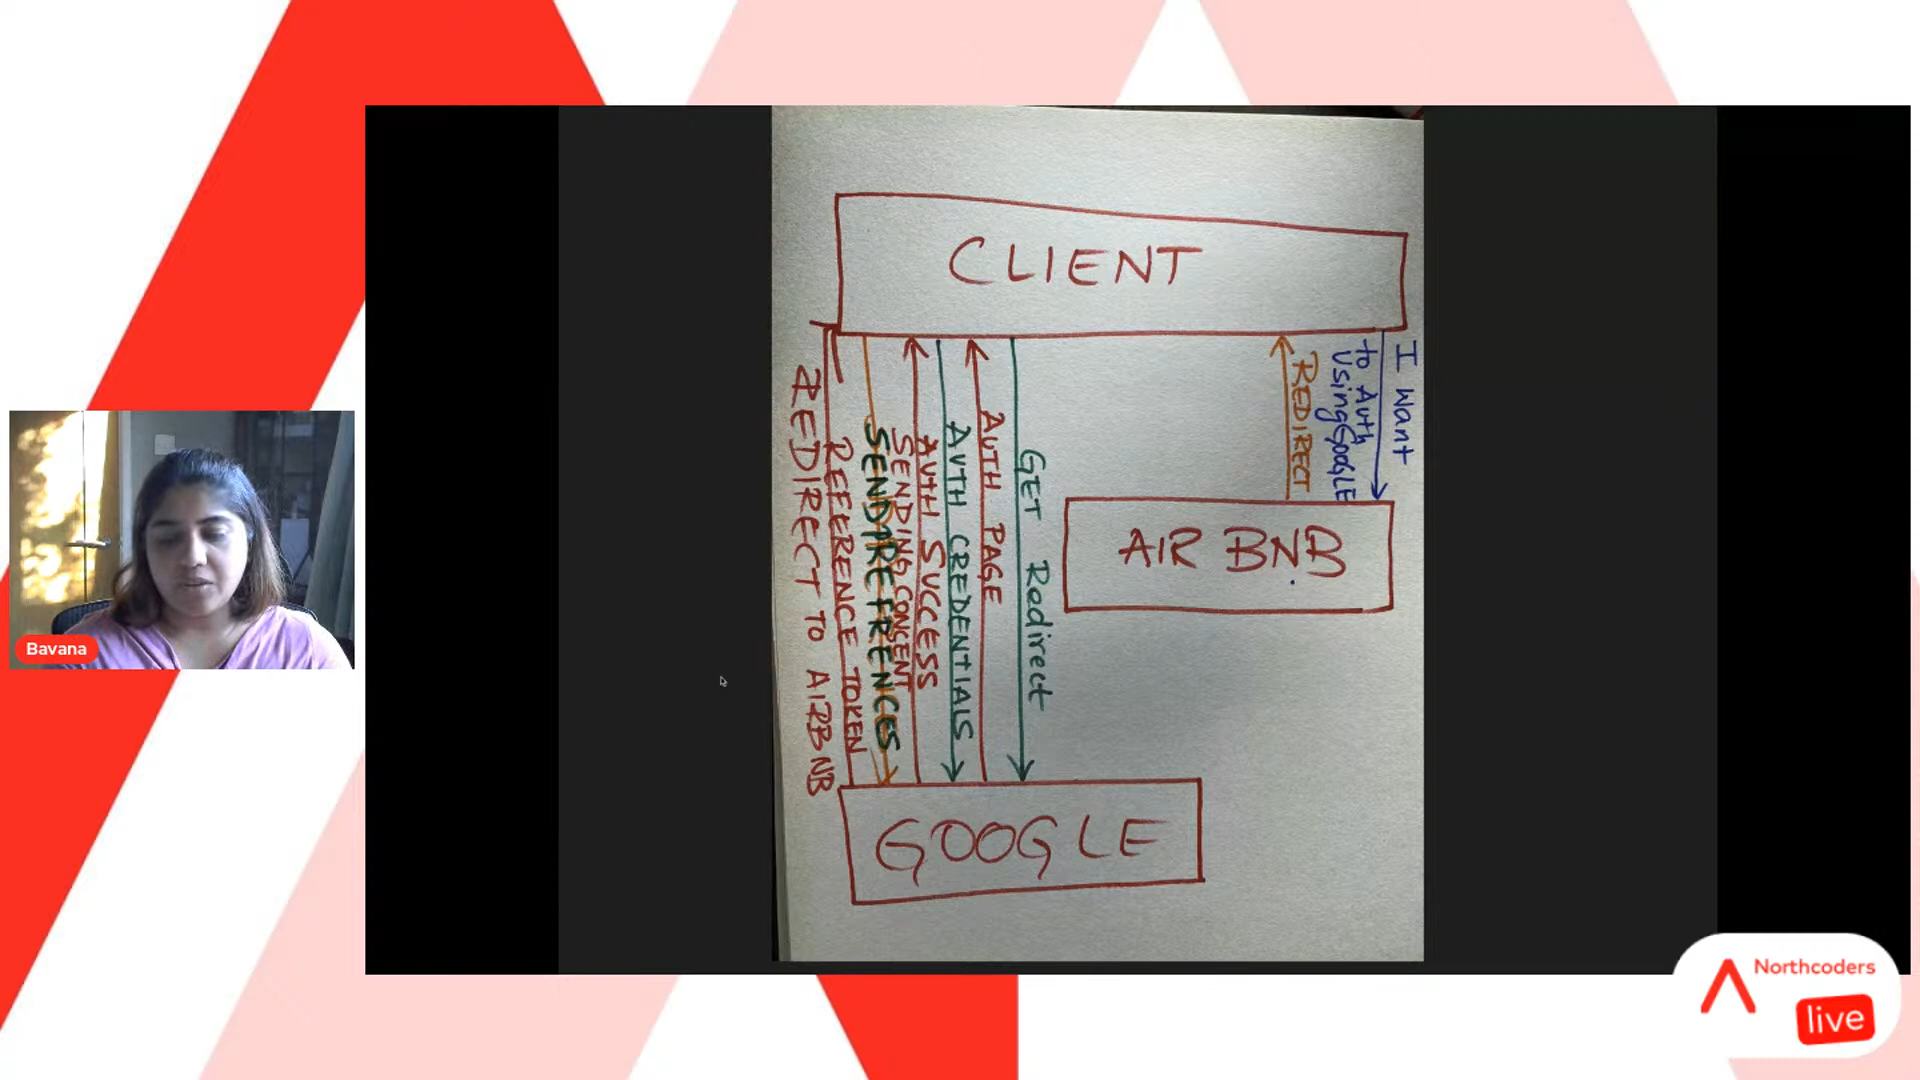 CLIENT
I Want
to Auth
Using GOOGLE
REDIRECT
AIR BNB
GET Redirect
AUTH PAGE
AUTH CREDENTIALS
AUTH SUCCESS
SENDING CONSENT
SEND PREFRENCES
REFERENCE TOKEN
REDIRECT TO AIRBNB
GOOGLE
Bavana
Northcoders
live